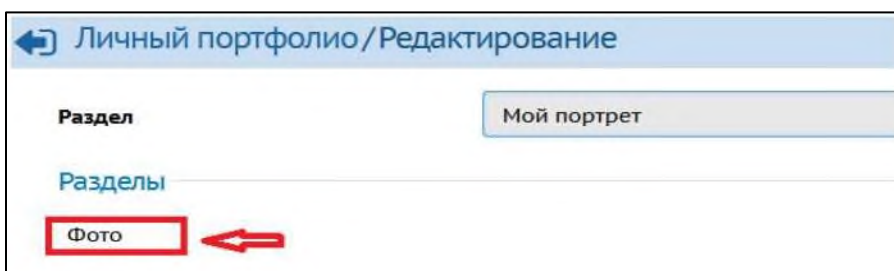 Личный портфолио/Редактирование
Раздел Мой портрет
Разделы
Фото